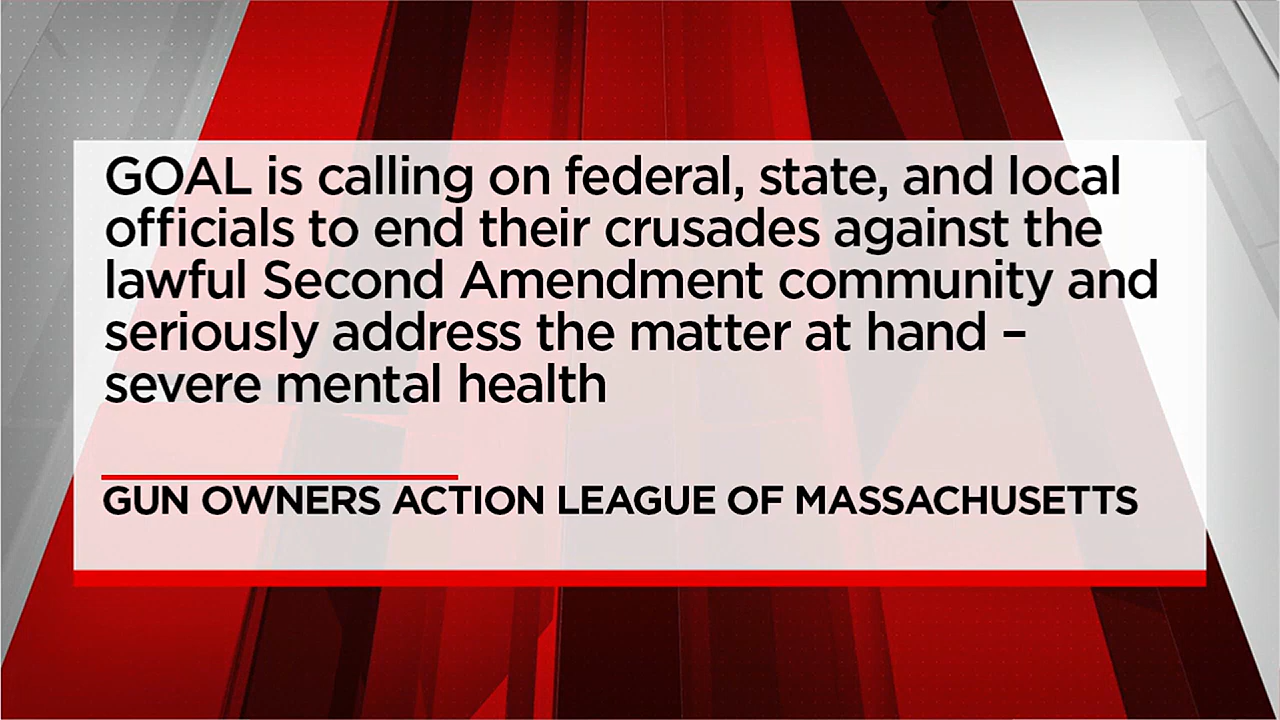 GOAL is calling on federal, state, and local
officials to end their crusades against the
lawful Second Amendment community and
seriously address the matter at hand –
severe mental health
GUN OWNERS ACTION LEAGUE OF MASSACHUSETTS